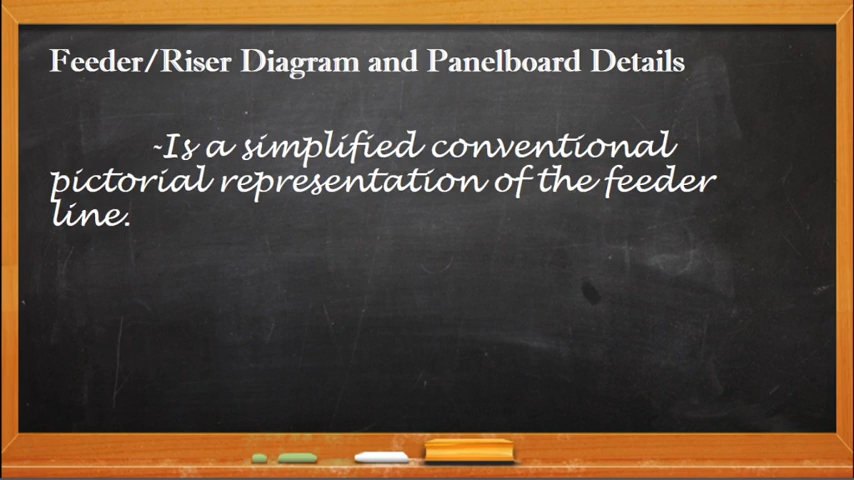 Feeder/Riser Diagram and Panelboard Details
-Is a simplified conventional
pictorial representation of the feeder
line.